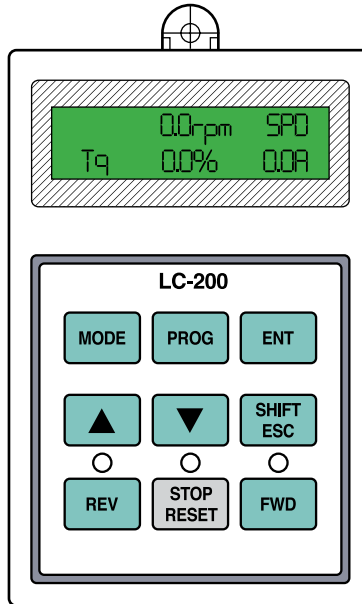 0.0rpm SPD
Tq 0.0% 0.0A
LC-200
MODE PROG ENT
▲ ▼ SHIFT
ESC
REV STOP
RESET FWD